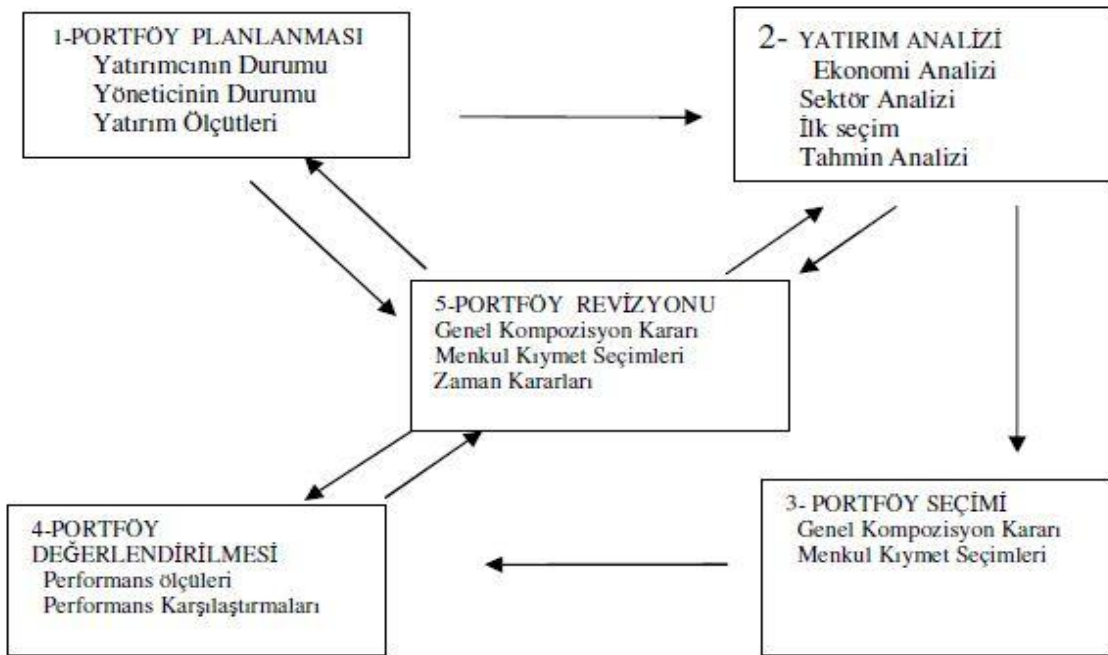 1-PORTFÖY PLANLANMASI
Yatırımcının Durumu
Yöneticinin Durumu
Yatırım Ölçütleri
2- YATIRIM ANALİZİ
Ekonomi Analizi
Sektör Analizi
İlk seçim
Tahmin Analizi
5-PORTFÖY REVİZYONU
Genel Kompozisyon Kararı
Menkul Kıymet Seçimleri
Zaman Kararları
4-PORTFÖY
DEĞERLENDİRİLMESİ
Performans ölçüleri
Performans Karşılaştırmaları
3- PORTFÖY SEÇİMİ
Genel Kompozisyon Kararı
Menkul Kıymet Seçimleri